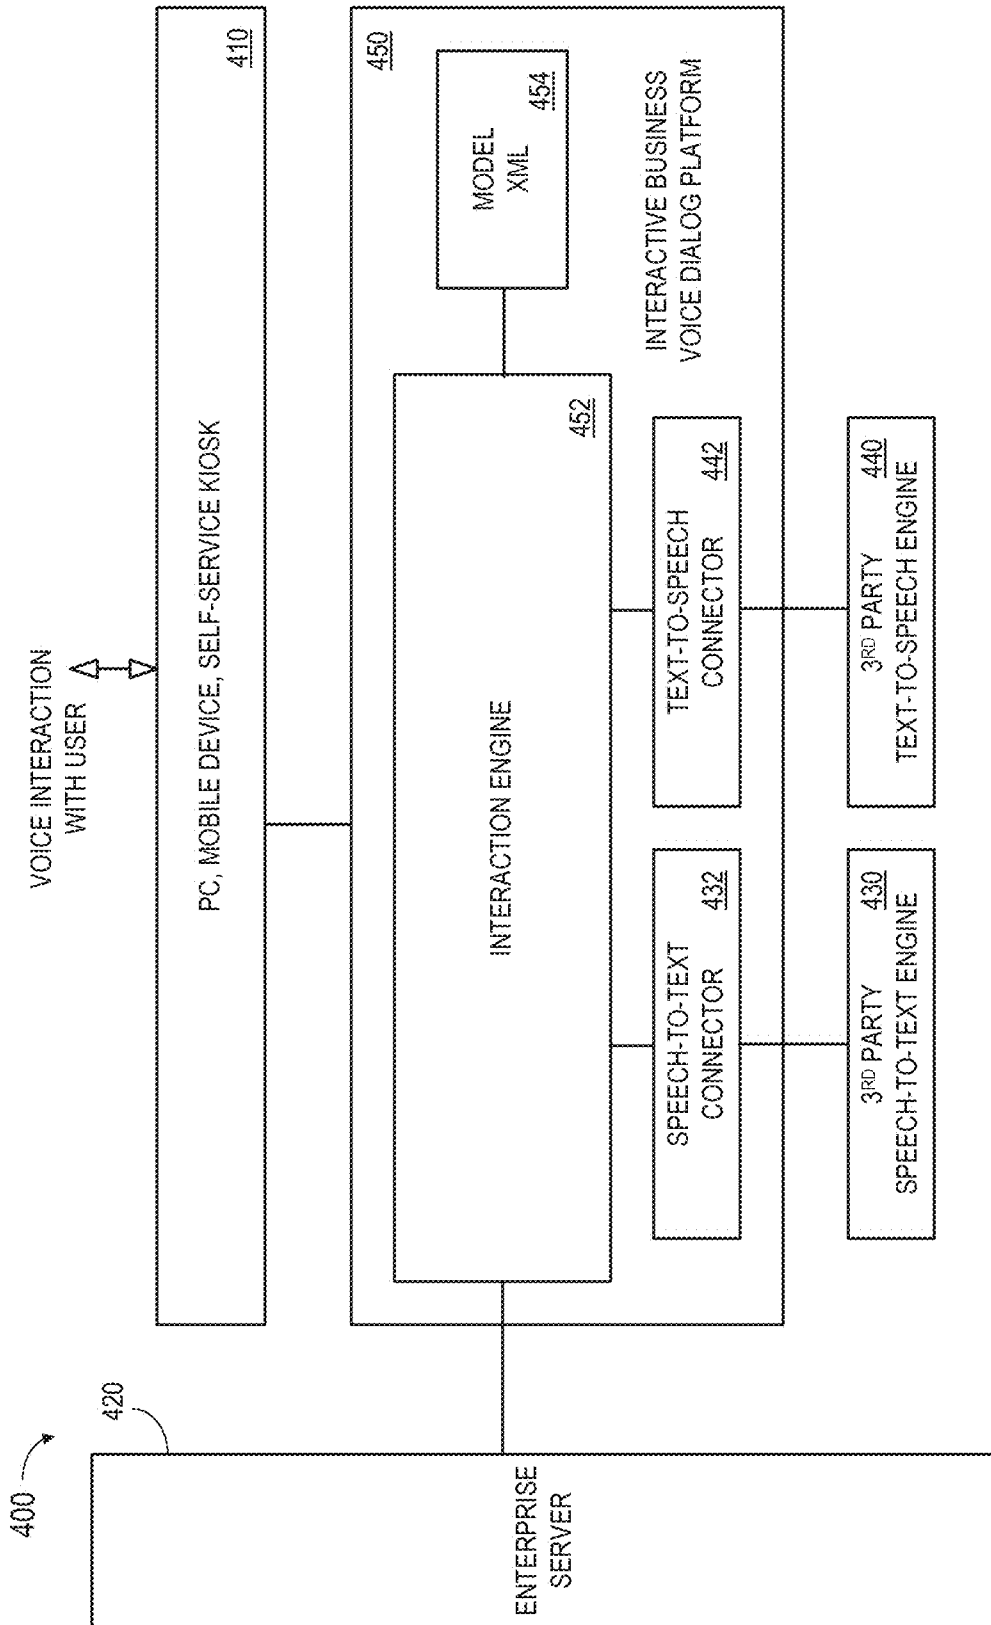 400
420
ENTERPRISE
SERVER
VOICE INTERACTION
WITH USER
PC, MOBILE DEVICE, SELF-SERVICE KIOSK
410
450
INTERACTION ENGINE
452
MODEL
XML
454
SPEECH-TO-TEXT
CONNECTOR
432
TEXT-TO-SPEECH
CONNECTOR
442
INTERACTIVE BUSINESS
VOICE DIALOG PLATFORM
3RD PARTY
SPEECH-TO-TEXT ENGINE
430
3RD PARTY
TEXT-TO-SPEECH ENGINE
440